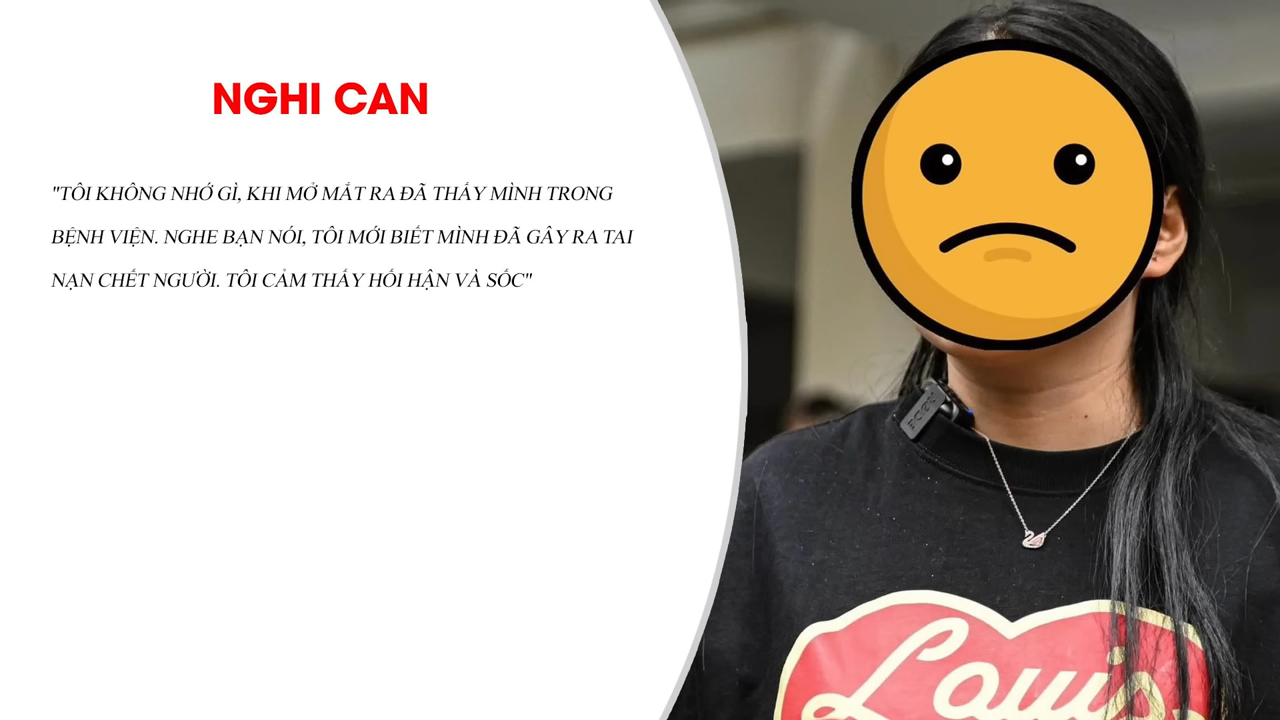 NGHI CAN
"TÔI KHÔNG NHỚ GÌ, KHI MỞ MẮT RA ĐÃ THẤY MÌNH TRONG
BỆNH VIỆN. NGHE BẠN NÓI, TÔI MỚI BIẾT MÌNH ĐÃ GÂY RA TAI
NẠN CHẾT NGƯỜI. TÔI CẢM THẤY HỐI HẬN VÀ SỐC"
Louis